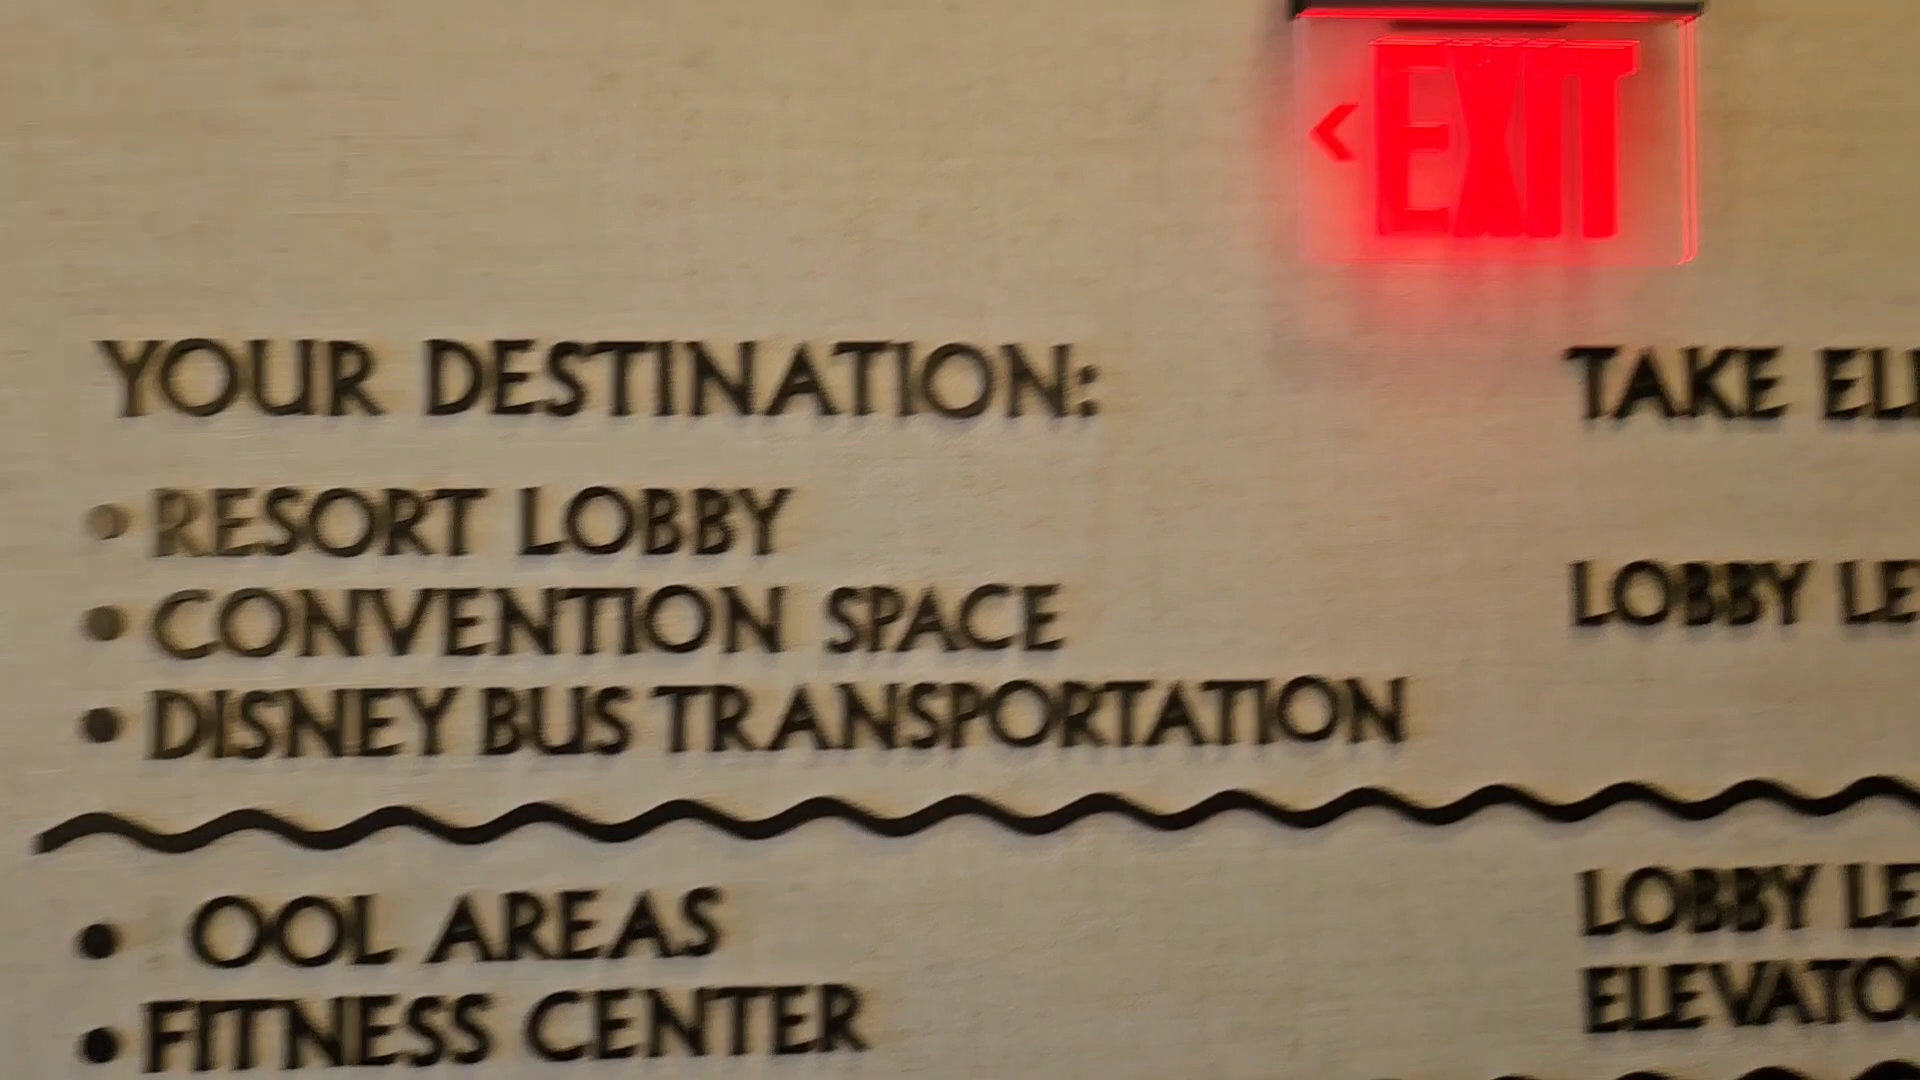 < EXIT
YOUR DESTINATION:
TAKE
• RESORT LOBBY
• CONVENTION SPACE
LOBBY
• DISNEY BUS TRANSPORTATION
• OOL AREAS
LOBBY
• FITNESS CENTER